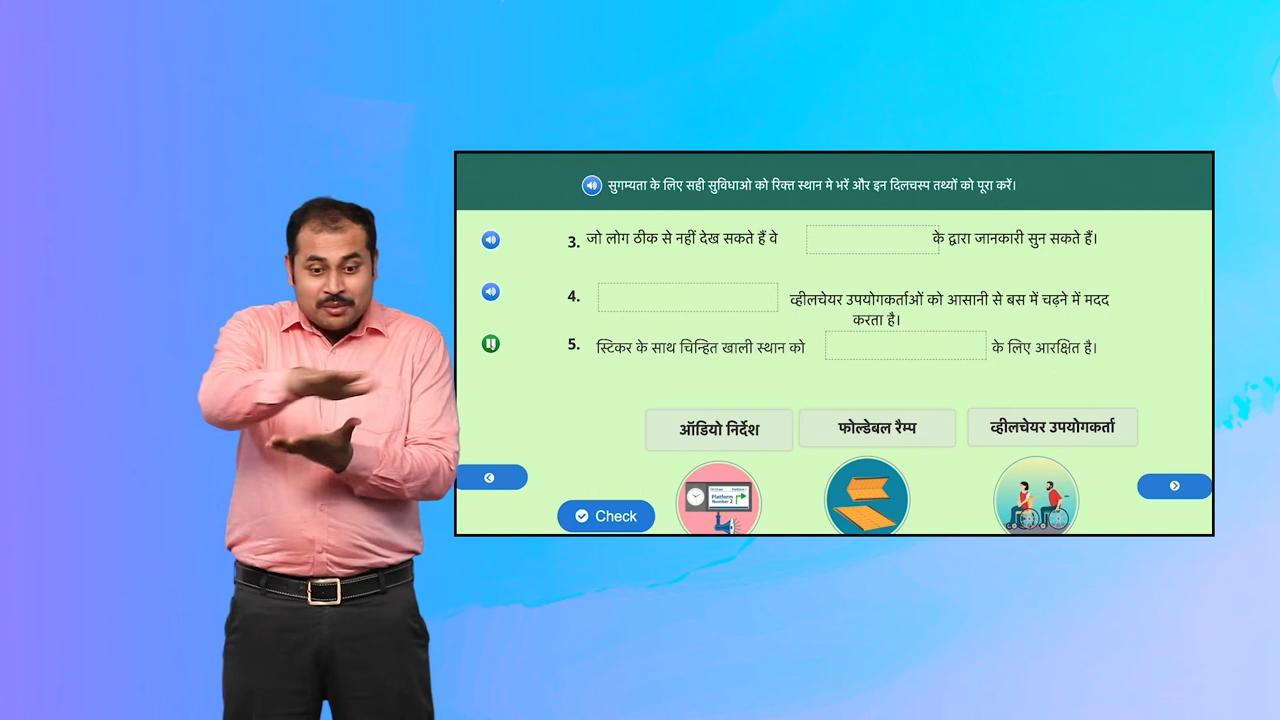 सुगम्यता के लिए सही सुविधाओ को रिक्त स्थान मे भरें और इन दिलचस्प तथ्यों को पूरा करें।
3. जो लोग ठीक से नहीं देख सकते हैं वे के द्वारा जानकारी सुन सकते हैं।
4. व्हीलचेयर उपयोगकर्ताओं को आसानी से बस में चढ़ने में मदद
करता है।
5. स्टिकर के साथ चिन्हित खाली स्थान को के लिए आरक्षित है।
ऑडियो निर्देश फोल्डेबल रैम्प व्हीलचेयर उपयोगकर्ता
Platform
Number 2
Check